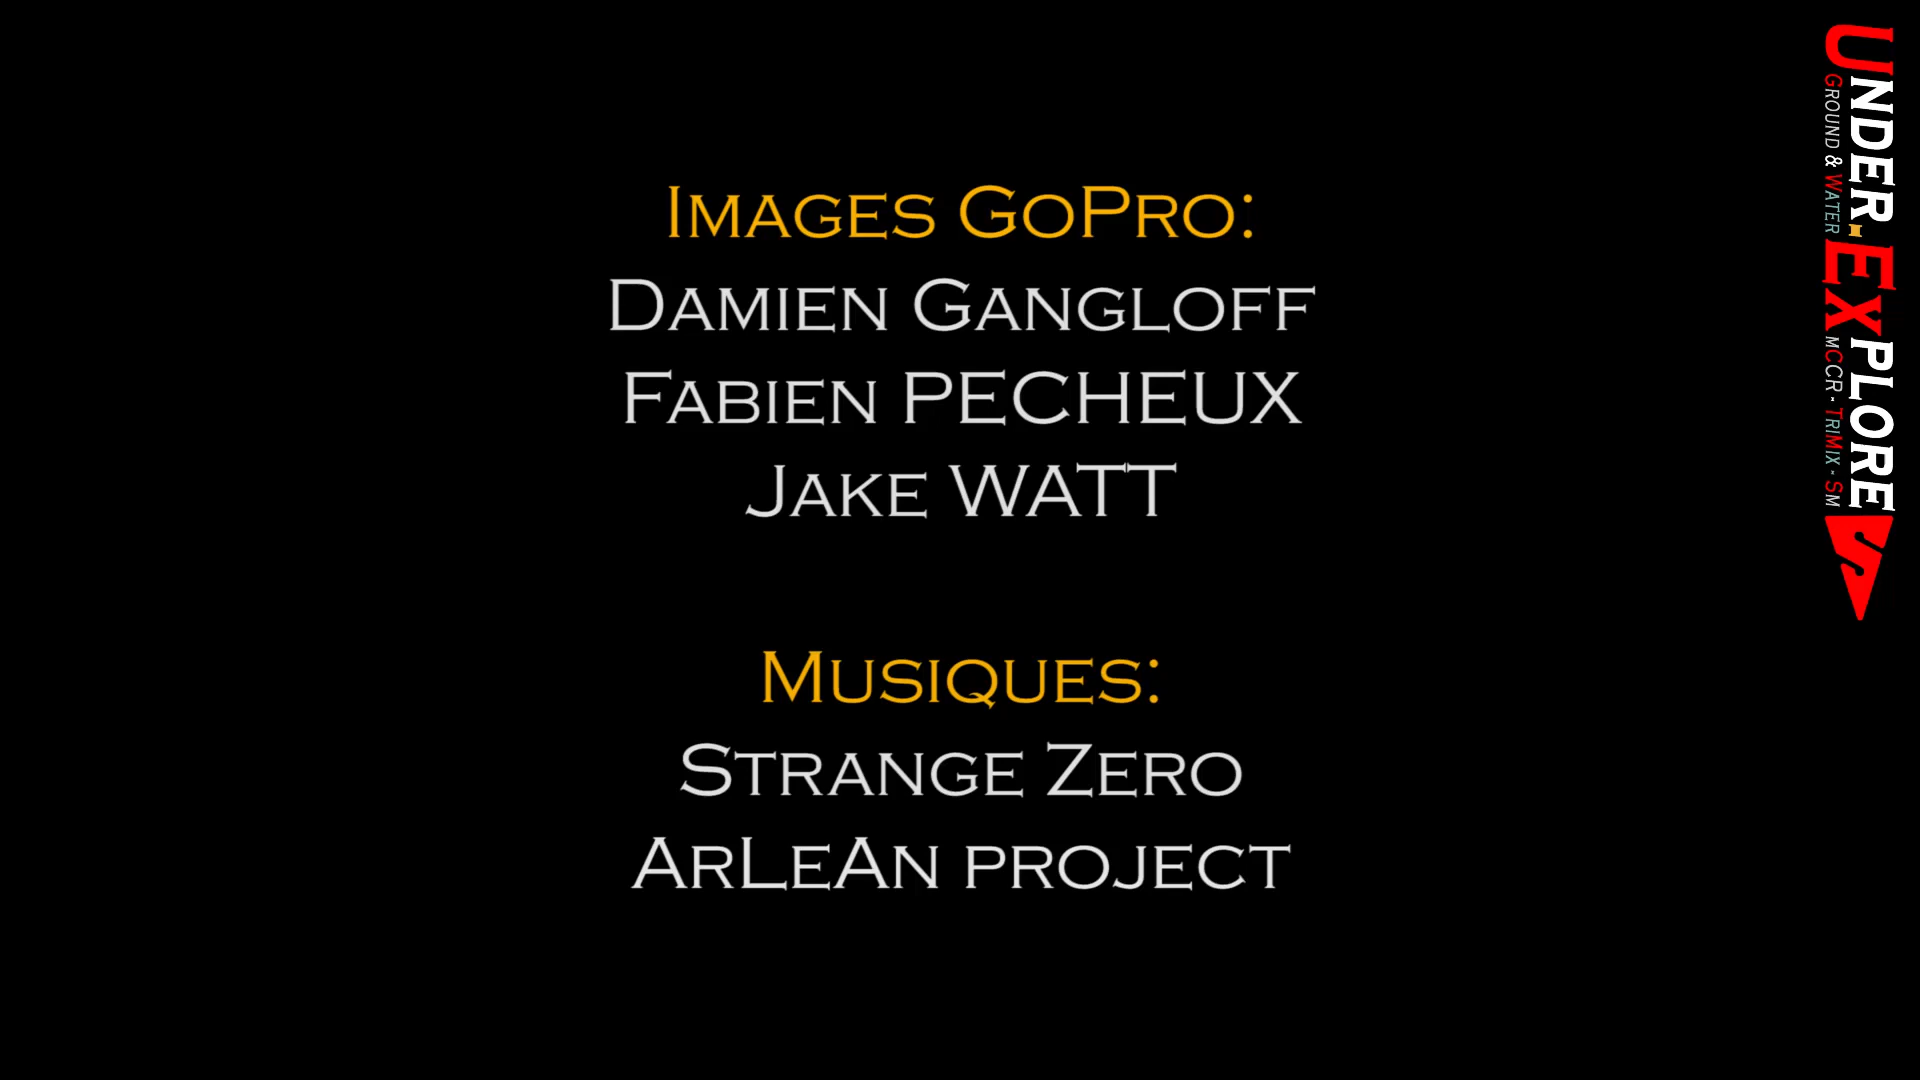 Images GoPro:
Damien Gangloff
Fabien PECHEUX
Jake WATT
Musiques:
Strange Zero
ArLeAn project
Under-Explore
Ground & Water mCCR - TriMix - Sm